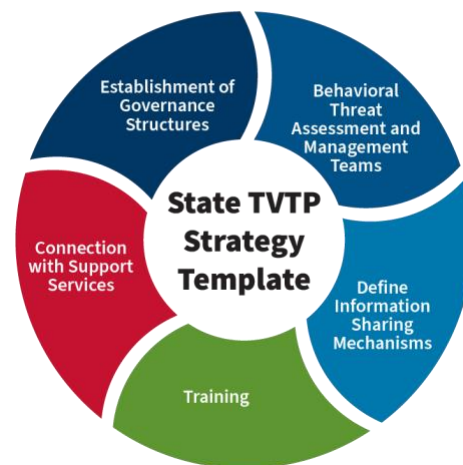 Establishment of
Governance
Structures
Behavioral
Threat
Assessment and
Management
Teams
State TVTP
Strategy
Template
Connection
with Support
Services
Define
Information
Sharing
Mechanisms
Training